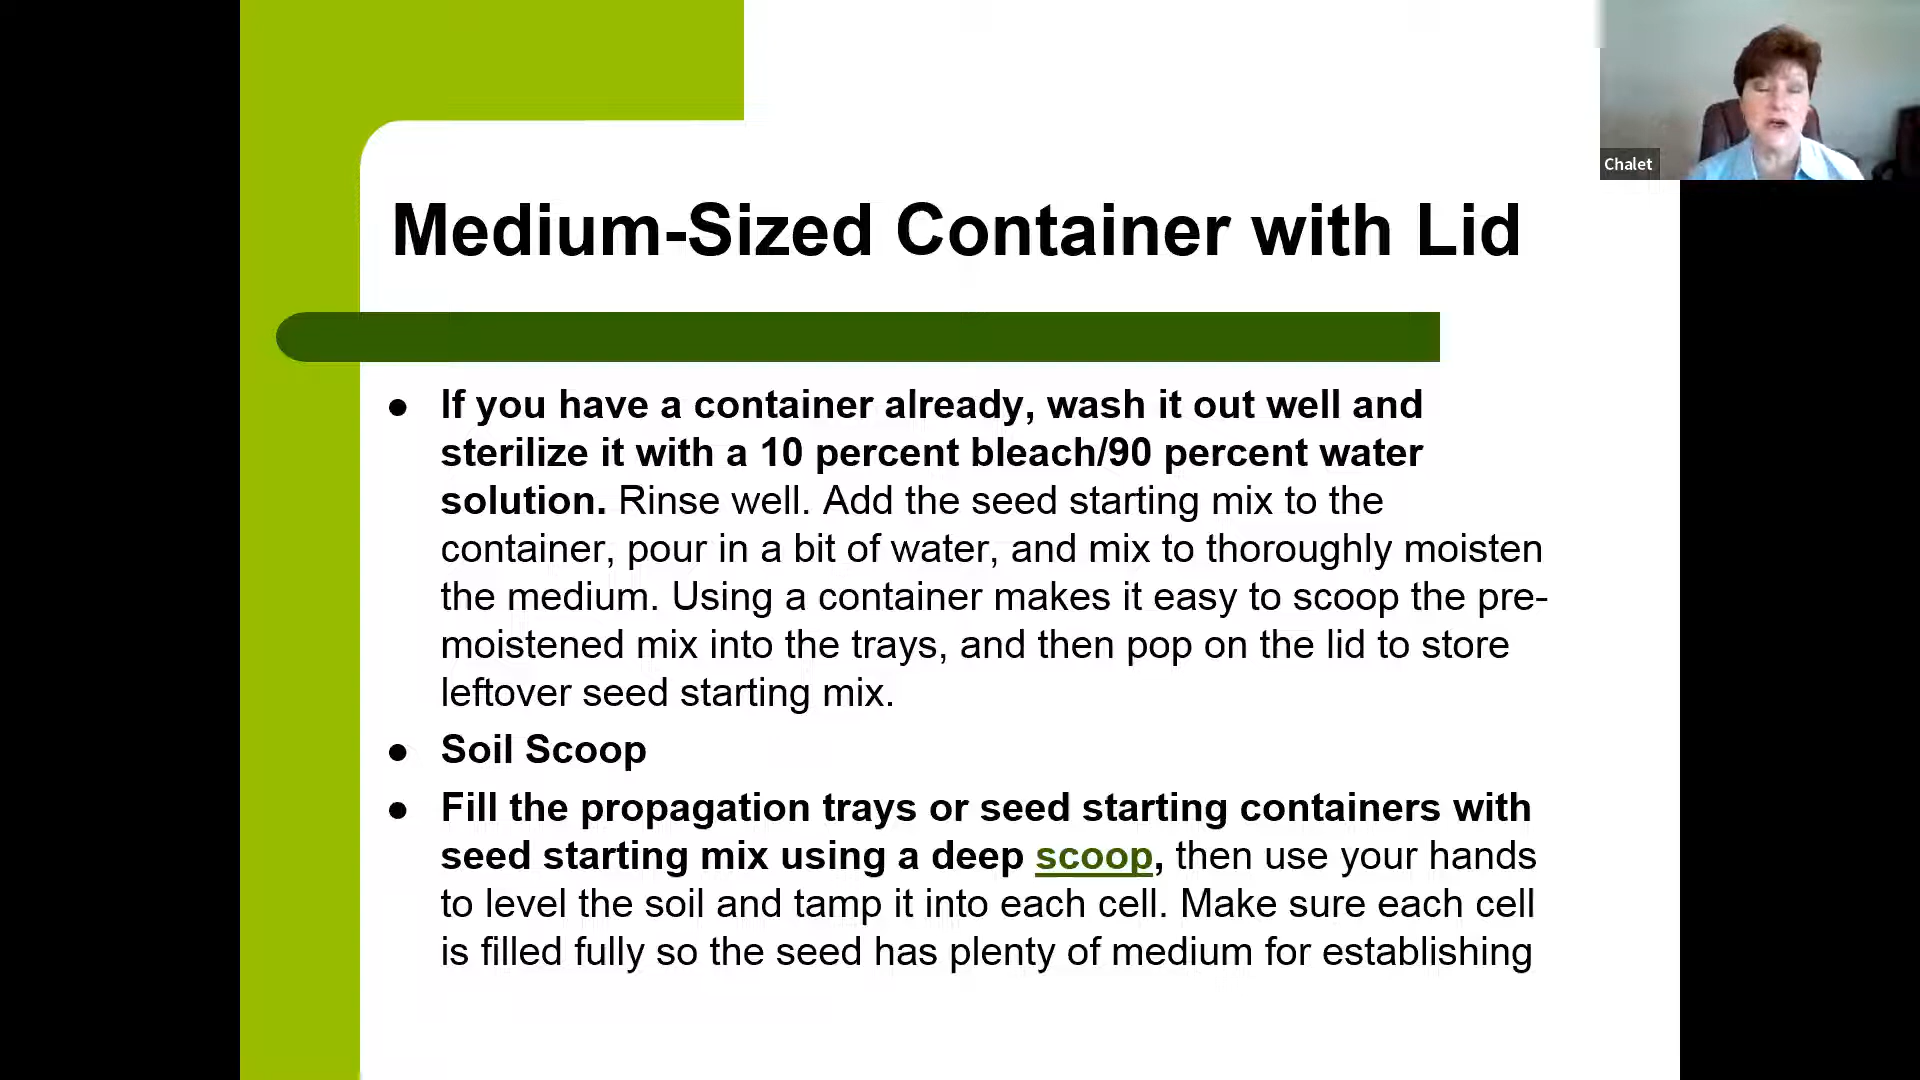 Chalet
Medium-Sized Container with Lid
● If you have a container already, wash it out well and
sterilize it with a 10 percent bleach/90 percent water
solution. Rinse well. Add the seed starting mix to the
container, pour in a bit of water, and mix to thoroughly moisten
the medium. Using a container makes it easy to scoop the pre-
moistened mix into the trays, and then pop on the lid to store
leftover seed starting mix.
● Soil Scoop
● Fill the propagation trays or seed starting containers with
seed starting mix using a deep scoop, then use your hands
to level the soil and tamp it into each cell. Make sure each cell
is filled fully so the seed has plenty of medium for establishing